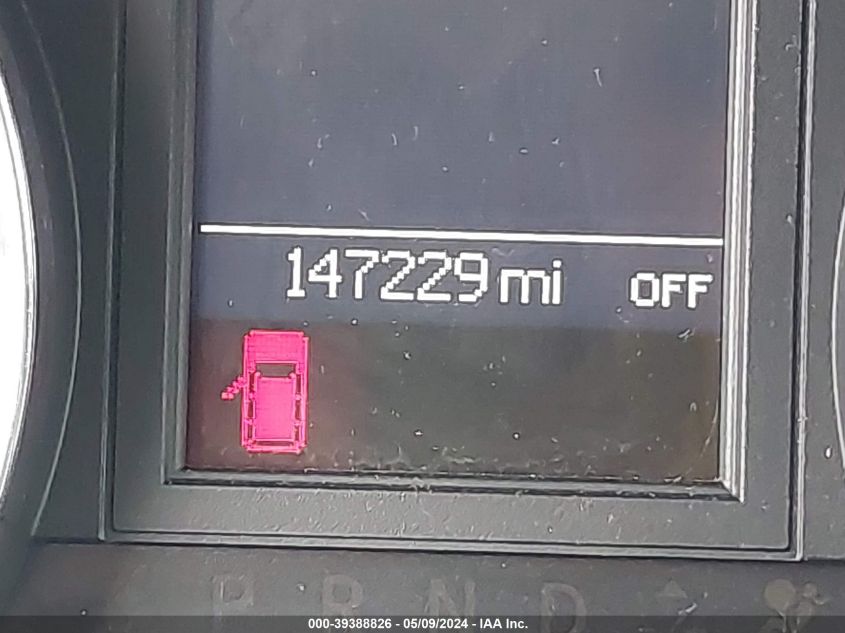 147229 mi OFF
P R N D
000-39388826 - 05/09/2024 - IAA Inc.